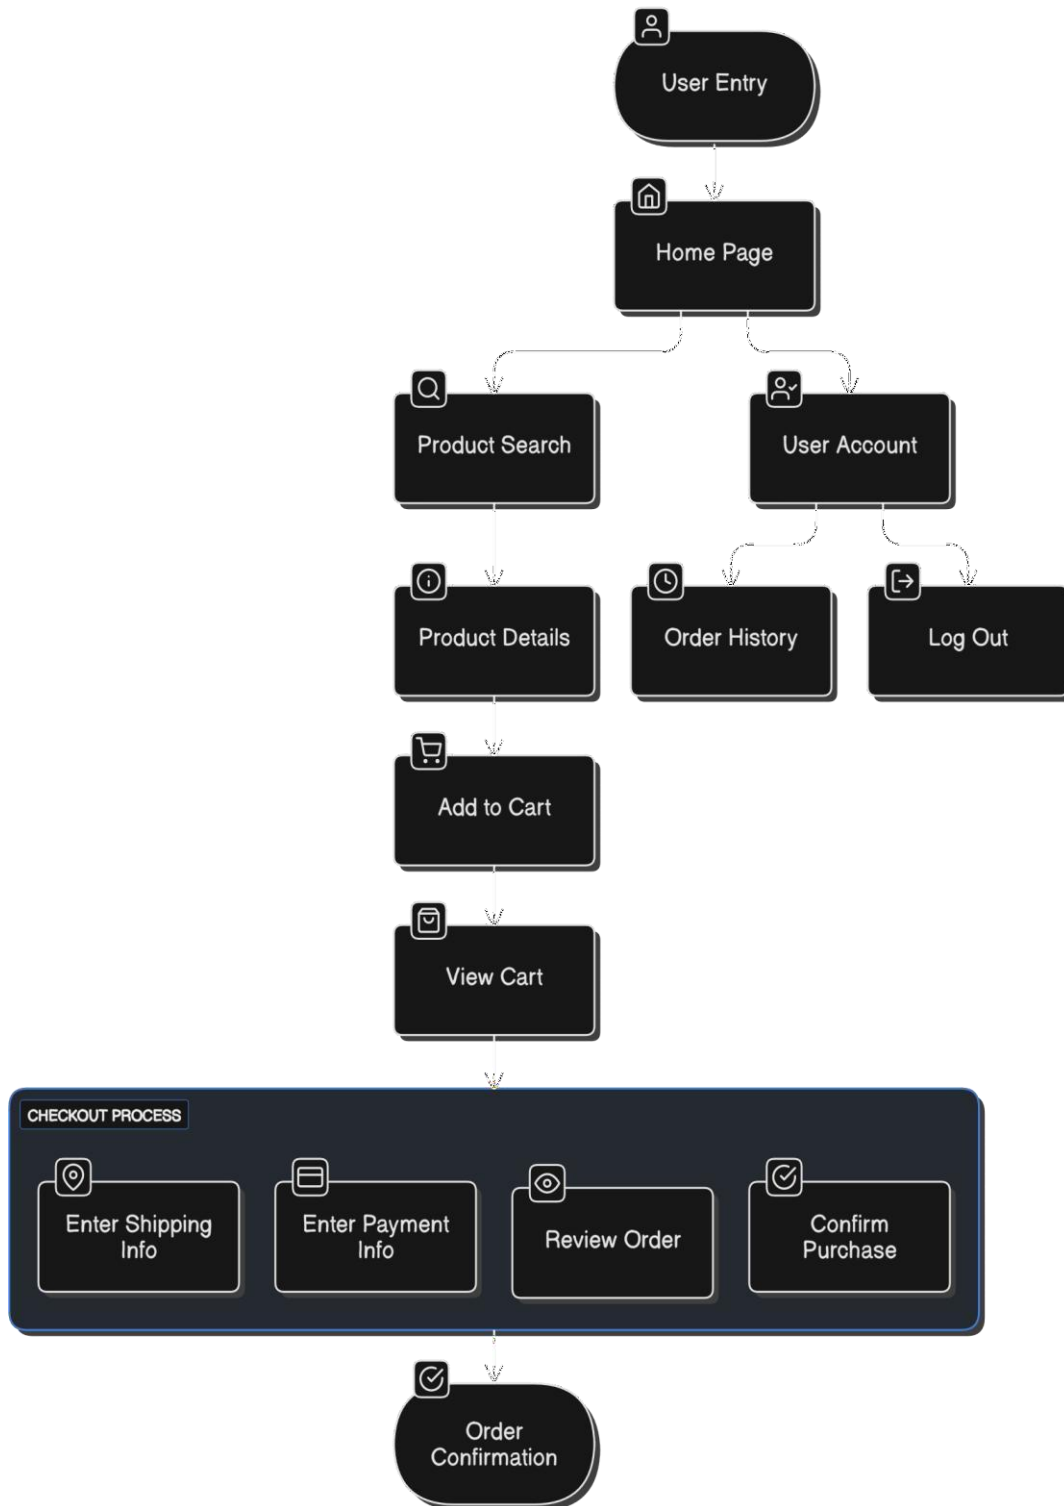 User Entry
Home Page
Product Search
User Account
Product Details
Order History
Log Out
Add to Cart
View Cart
CHECKOUT PROCESS
Enter Shipping
Info
Enter Payment
Info
Review Order
Confirm
Purchase
Order
Confirmation